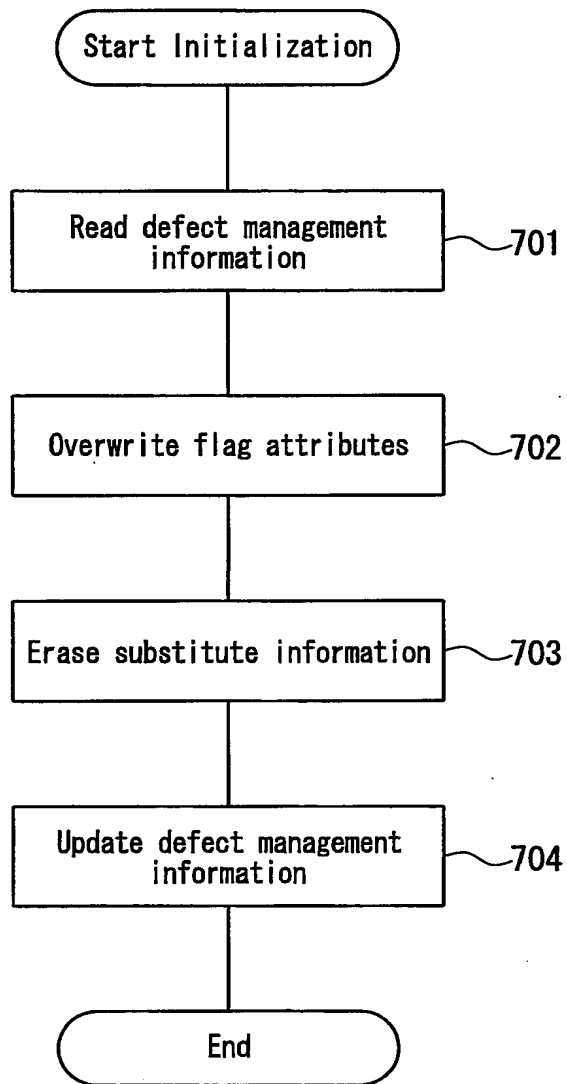 Start Initialization
Read defect management
information
701
Overwrite flag attributes
702
Erase substitute information
703
Update defect management
information
704
End